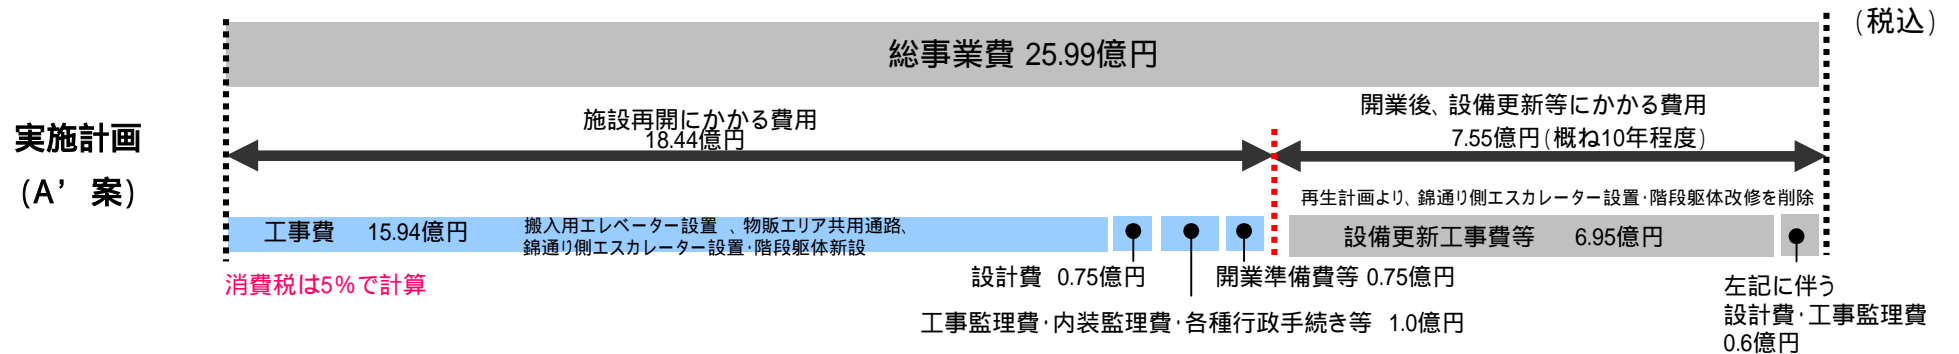 (税込)
総事業費 25.99億円
実施計画
(A’ 案)
施設再開にかかる費用
18.44億円
開業後、設備更新等にかかる費用
7.55億円(概ね10年程度)
再生計画より、錦通り側エスカレーター設置・階段躯体改修を削除
工事費 15.94億円
搬入用エレベーター設置 、物販エリア共用通路、
錦通り側エスカレーター設置・階段躯体新設
設備更新工事費等 6.95億円
消費税は5%で計算
設計費 0.75億円
開業準備費等 0.75億円
工事監理費・内装監理費・各種行政手続き等 1.0億円
左記に伴う
設計費・工事監理費
0.6億円